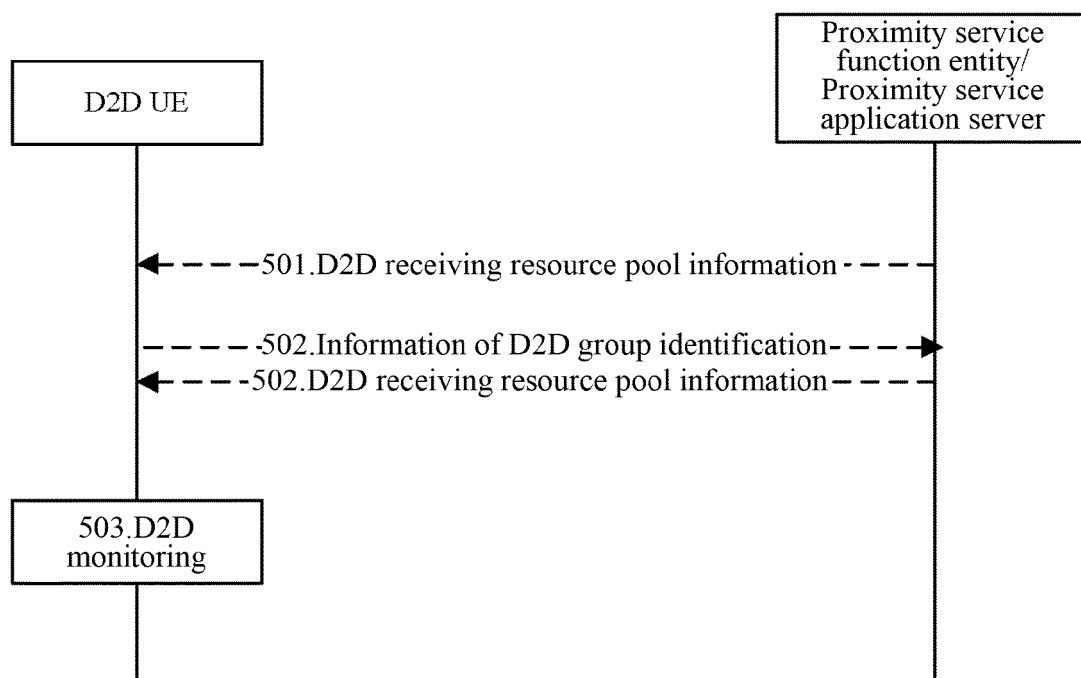 D2D UE
Proximity service
function entity/
Proximity service
application server
501.D2D receiving resource pool information
502.Information of D2D group identification
502.D2D receiving resource pool information
503.D2D
monitoring